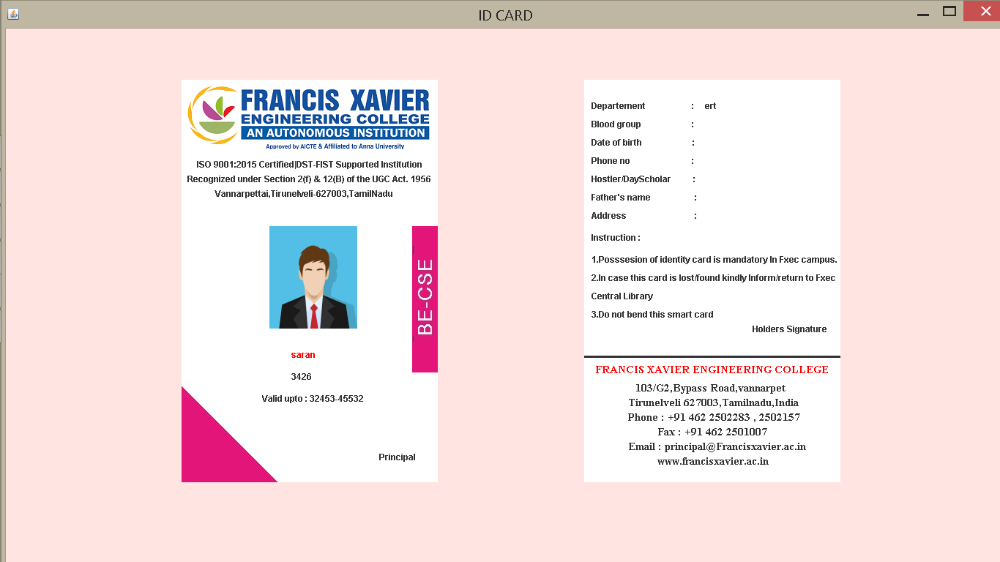 ID CARD
FRANCIS XAVIER
ENGINEERING COLLEGE
AN AUTONOMOUS INSTITUTION
Approved by AICTE & Affiliated to Anna University
ISO 9001:2015 Certified|DST-FIST Supported Institution
Recognized under Section 2(f) & 12(B) of the UGC Act. 1956
Vannarpettai,Tirunelveli-627003,TamilNadu
BE-CSE
saran
3426
Valid upto : 32453-45532
Principal
Departement : ert
Blood group :
Date of birth :
Phone no :
Hostler/DayScholar :
Father's name :
Address :
Instruction :
1.Posssesion of identity card is mandatory In Fxec campus.
2.In case this card is lost/found kindly Inform/return to Fxec
Central Library
3.Do not bend this smart card
Holders Signature
FRANCIS XAVIER ENGINEERING COLLEGE
103/G2,Bypass Road,vannarpet
Tirunelveli 627003,Tamilnadu,India
Phone : +91 462 2502283 , 2502157
Fax : +91 462 2501007
Email : principal@Francisxavier.ac.in
www.francisxavier.ac.in